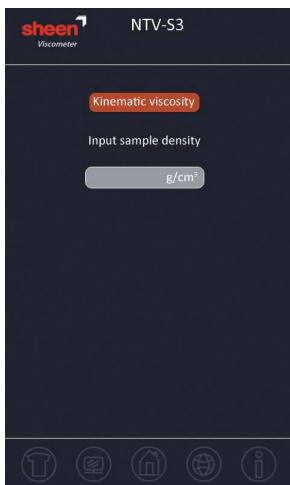 sheen
Viscometer
NTV-S3
Kinematic viscosity
Input sample density
g/cm³